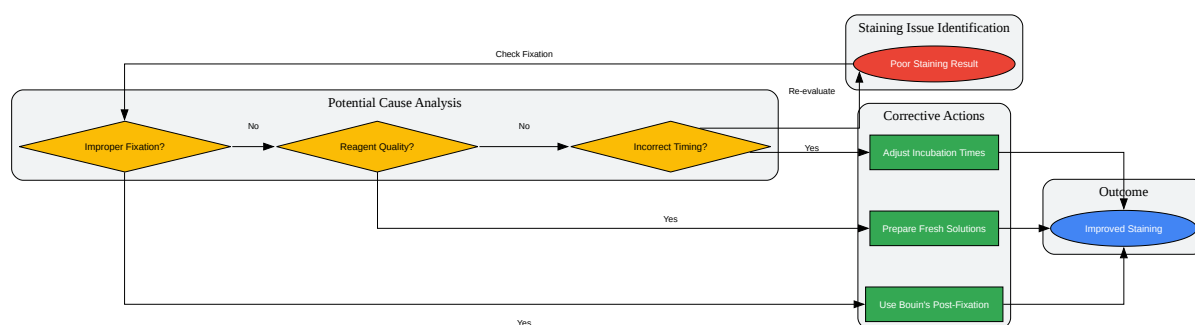 Staining Issue Identification
Poor Staining Result
Check Fixation
Re-evaluate
Potential Cause Analysis
Improper Fixation?
No
Reagent Quality?
No
Incorrect Timing?
Yes
Corrective Actions
Adjust Incubation Times
Yes
Prepare Fresh Solutions
Yes
Use Bouin's Post-Fixation
Outcome
Improved Staining